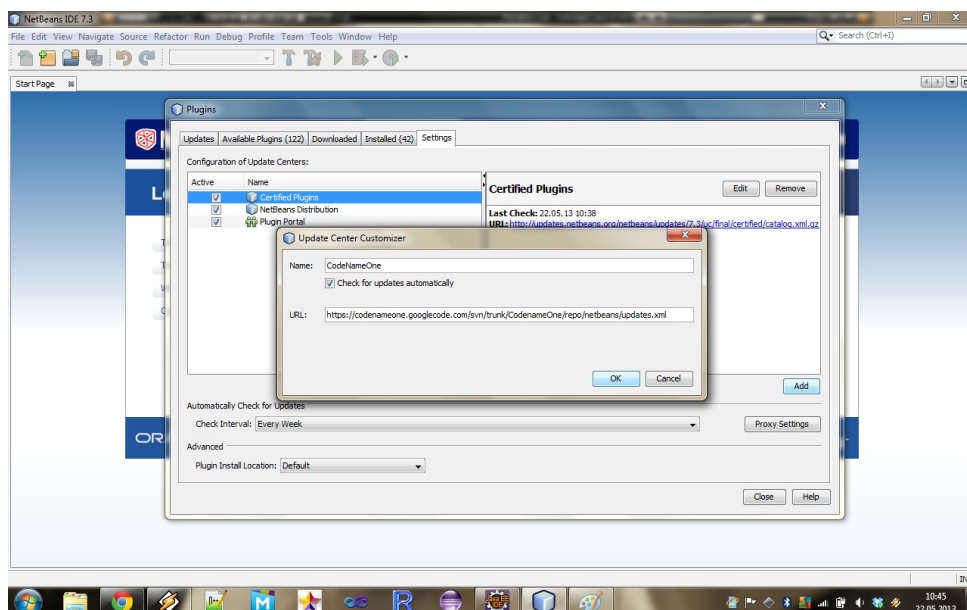 NetBeans IDE 7.3
File Edit View Navigate Source Refactor Run Debug Profile Team Tools Window Help
Search (Ctrl+I)
Start Page
Plugins
Updates Available Plugins (122) Downloaded Installed (42) Settings
Configuration of Update Centers:
Active Name
Certified Plugins
NetBeans Distribution
Plugin Portal
Certified Plugins
Edit Remove
Last Check: 22.05.13 10:38
URL: http://updates.netbeans.org/netbeans/updates/7.3/uc/final/certified/catalog.xml.gz
Update Center Customizer
Name: CodeNameOne
Check for updates automatically
URL: https://codenameone.googlecode.com/svn/trunk/CodenameOne/repo/netbeans/updates.xml
OK Cancel
Add
Automatically Check for Updates
Check Interval: Every Week
Proxy Settings
Advanced
Plugin Install Location: Default
Close Help
10:45
22.05.2013